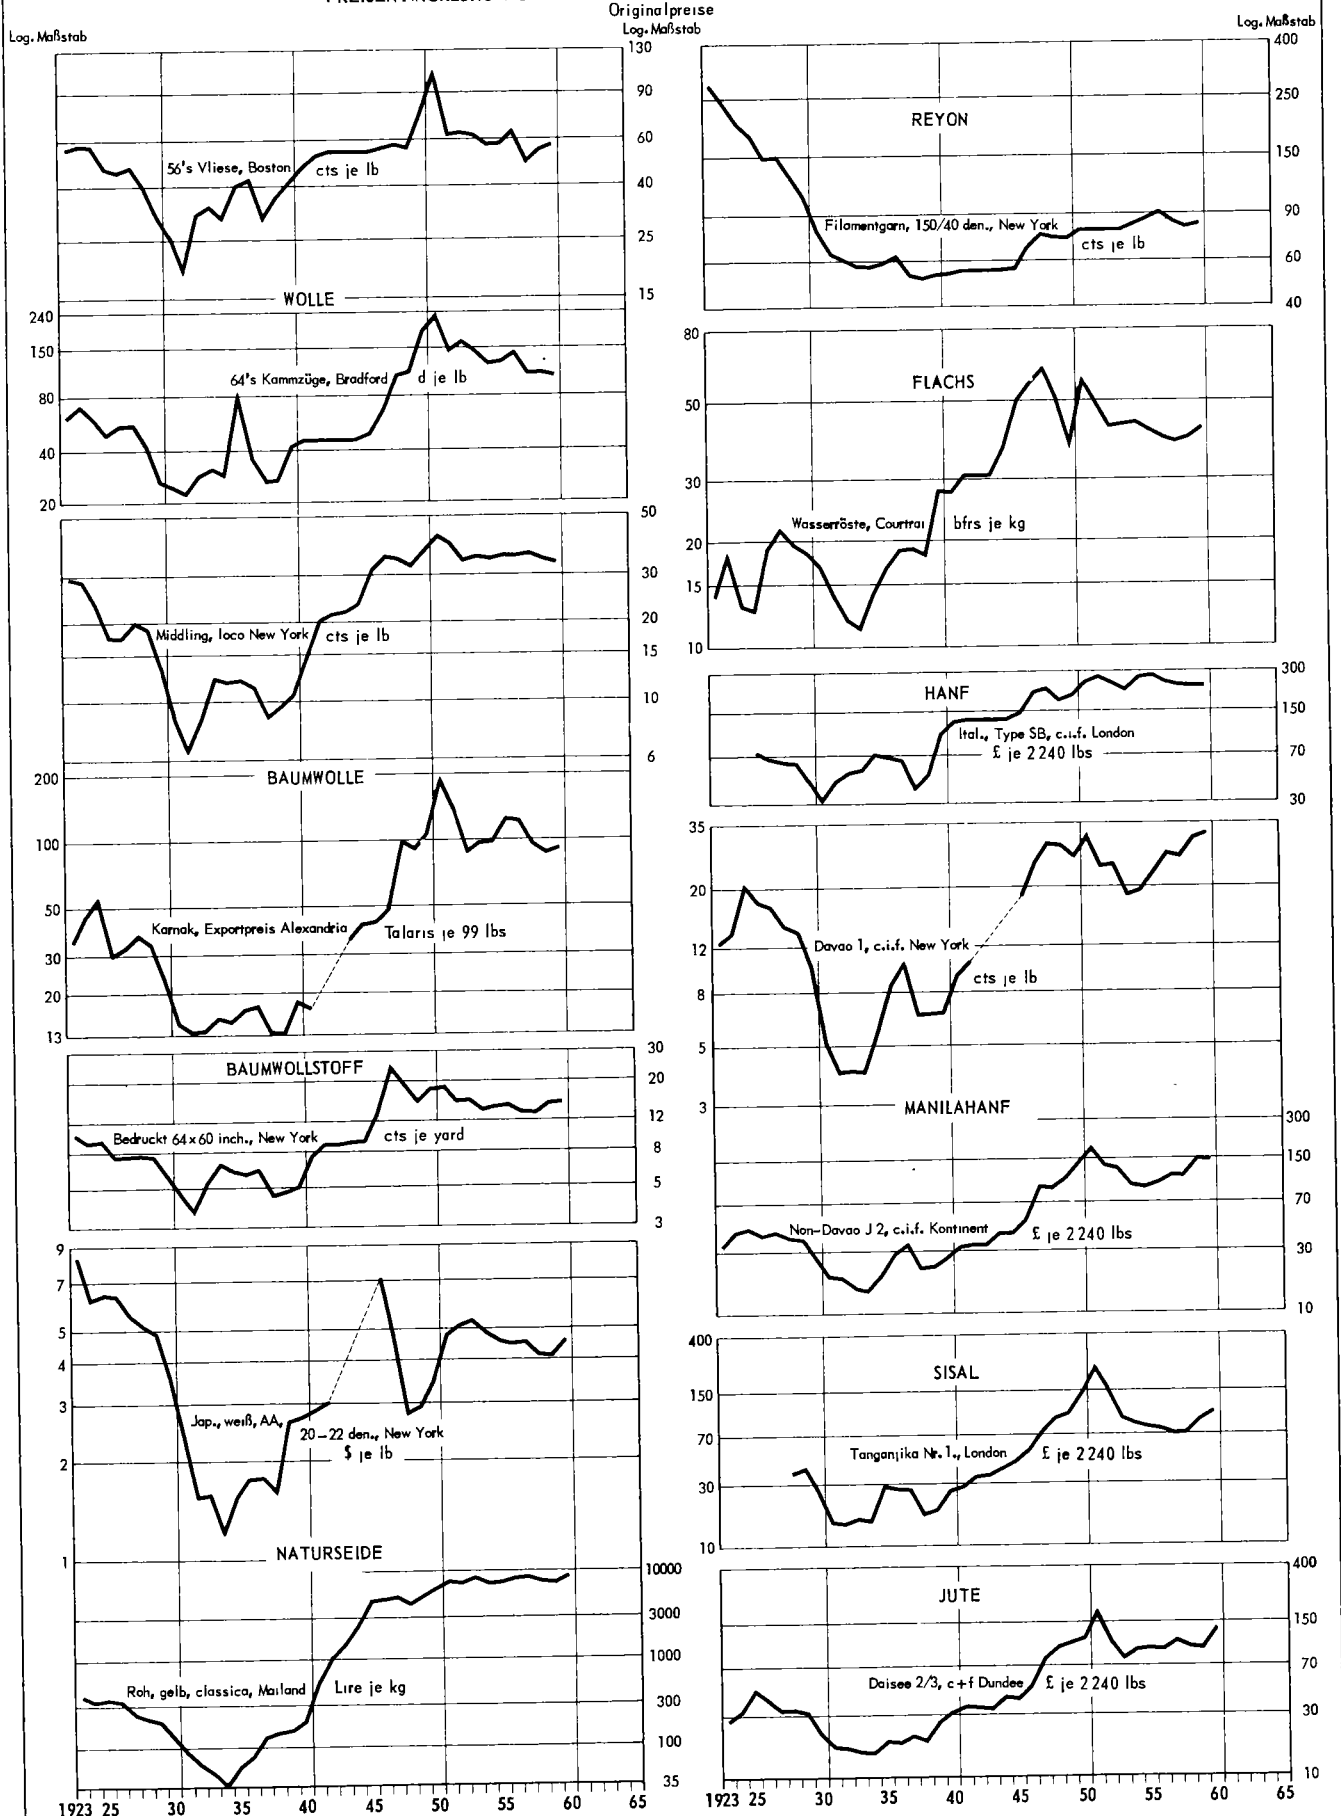 Originalpreise
Log. Maßstab
Log. Maßstab
Log. Maßstab
130
90
60
40
25
15
56's Vliese, Boston cts je lb
WOLLE
240
150
80
40
20
64's Kammzüge, Bradford d je lb
50
30
20
15
10
6
Middling, loco New York cts je lb
BAUMWOLLE
200
100
50
30
20
13
Karnak, Exportpreis Alexandria Talaris je 99 lbs
BAUMWOLLSTOFF
30
20
12
8
5
3
Bedruckt 64x60 inch., New York cts je yard
9
7
5
4
3
2
1
Jap., weiß, AA,
20–22 den., New York
$ je lb
NATURSEIDE
10000
3000
1000
300
100
35
Roh, gelb, classica, Mailand Lire je kg
1923 25 30 35 40 45 50 55 60 65
400
250
150
90
60
40
REYON
Filamentgarn, 150/40 den., New York
cts je lb
80
50
30
20
15
10
FLACHS
Wasserröste, Courtrai bfrs je kg
300
150
70
30
HANF
Ital., Type SB, c.i.f. London
£ je 2240 lbs
35
20
12
8
5
3
Davao 1, c.i.f. New York
cts je lb
MANILAHANF
300
150
70
30
10
Non-Davao J 2, c.i.f. Kontinent £ je 2240 lbs
400
150
70
30
10
SISAL
Tanganjika Nr. 1., London £ je 2240 lbs
400
150
70
30
10
JUTE
Daisee 2/3, c+f Dundee £ je 2240 lbs
1923 25 30 35 40 45 50 55 60 65